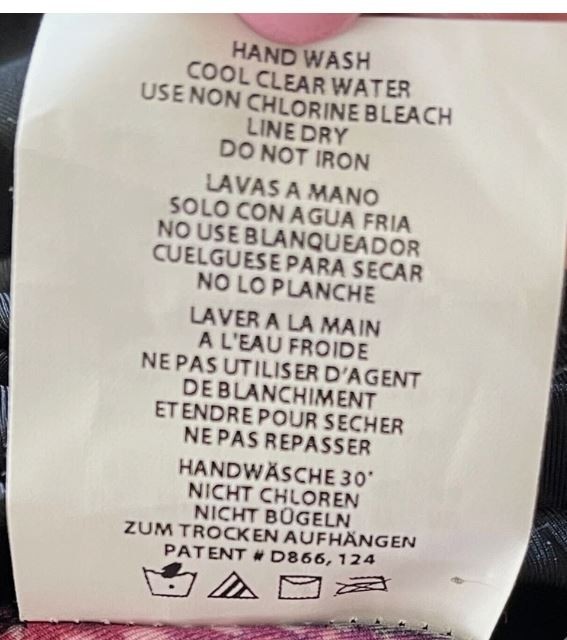 HAND WASH
COOL CLEAR WATER
USE NON CHLORINE BLEACH
LINE DRY
DO NOT IRON
LAVAS A MANO
SOLO CON AGUA FRIA
NO USE BLANQUEADOR
CUELGUESE PARA SECAR
NO LO PLANCHE
LAVER A LA MAIN
A L'EAU FROIDE
NE PAS UTILISER D'AGENT
DE BLANCHIMENT
ETENDRE POUR SECHER
NE PAS REPASSER
HANDWÄSCHE 30°
NICHT CHLOREN
NICHT BÜGELN
ZUM TROCKEN AUFHÄNGEN
PATENT # D866, 124